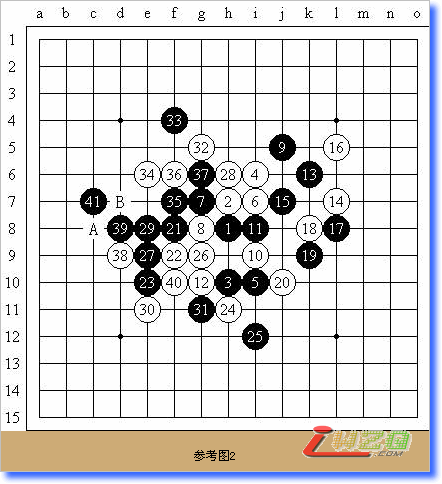 a b c d e f g h i j k l m n o
1
2
3
4 33
5 32 9 16
6 34 36 37 28 4 13
7 41 B 35 7 2 6 15 14
8 A 39 29 21 8 1 11 18 17
9 38 27 22 26 10 19
10 23 40 12 3 5 20
11 30 31 24
12 25
13
14
15
.COM
参考图2